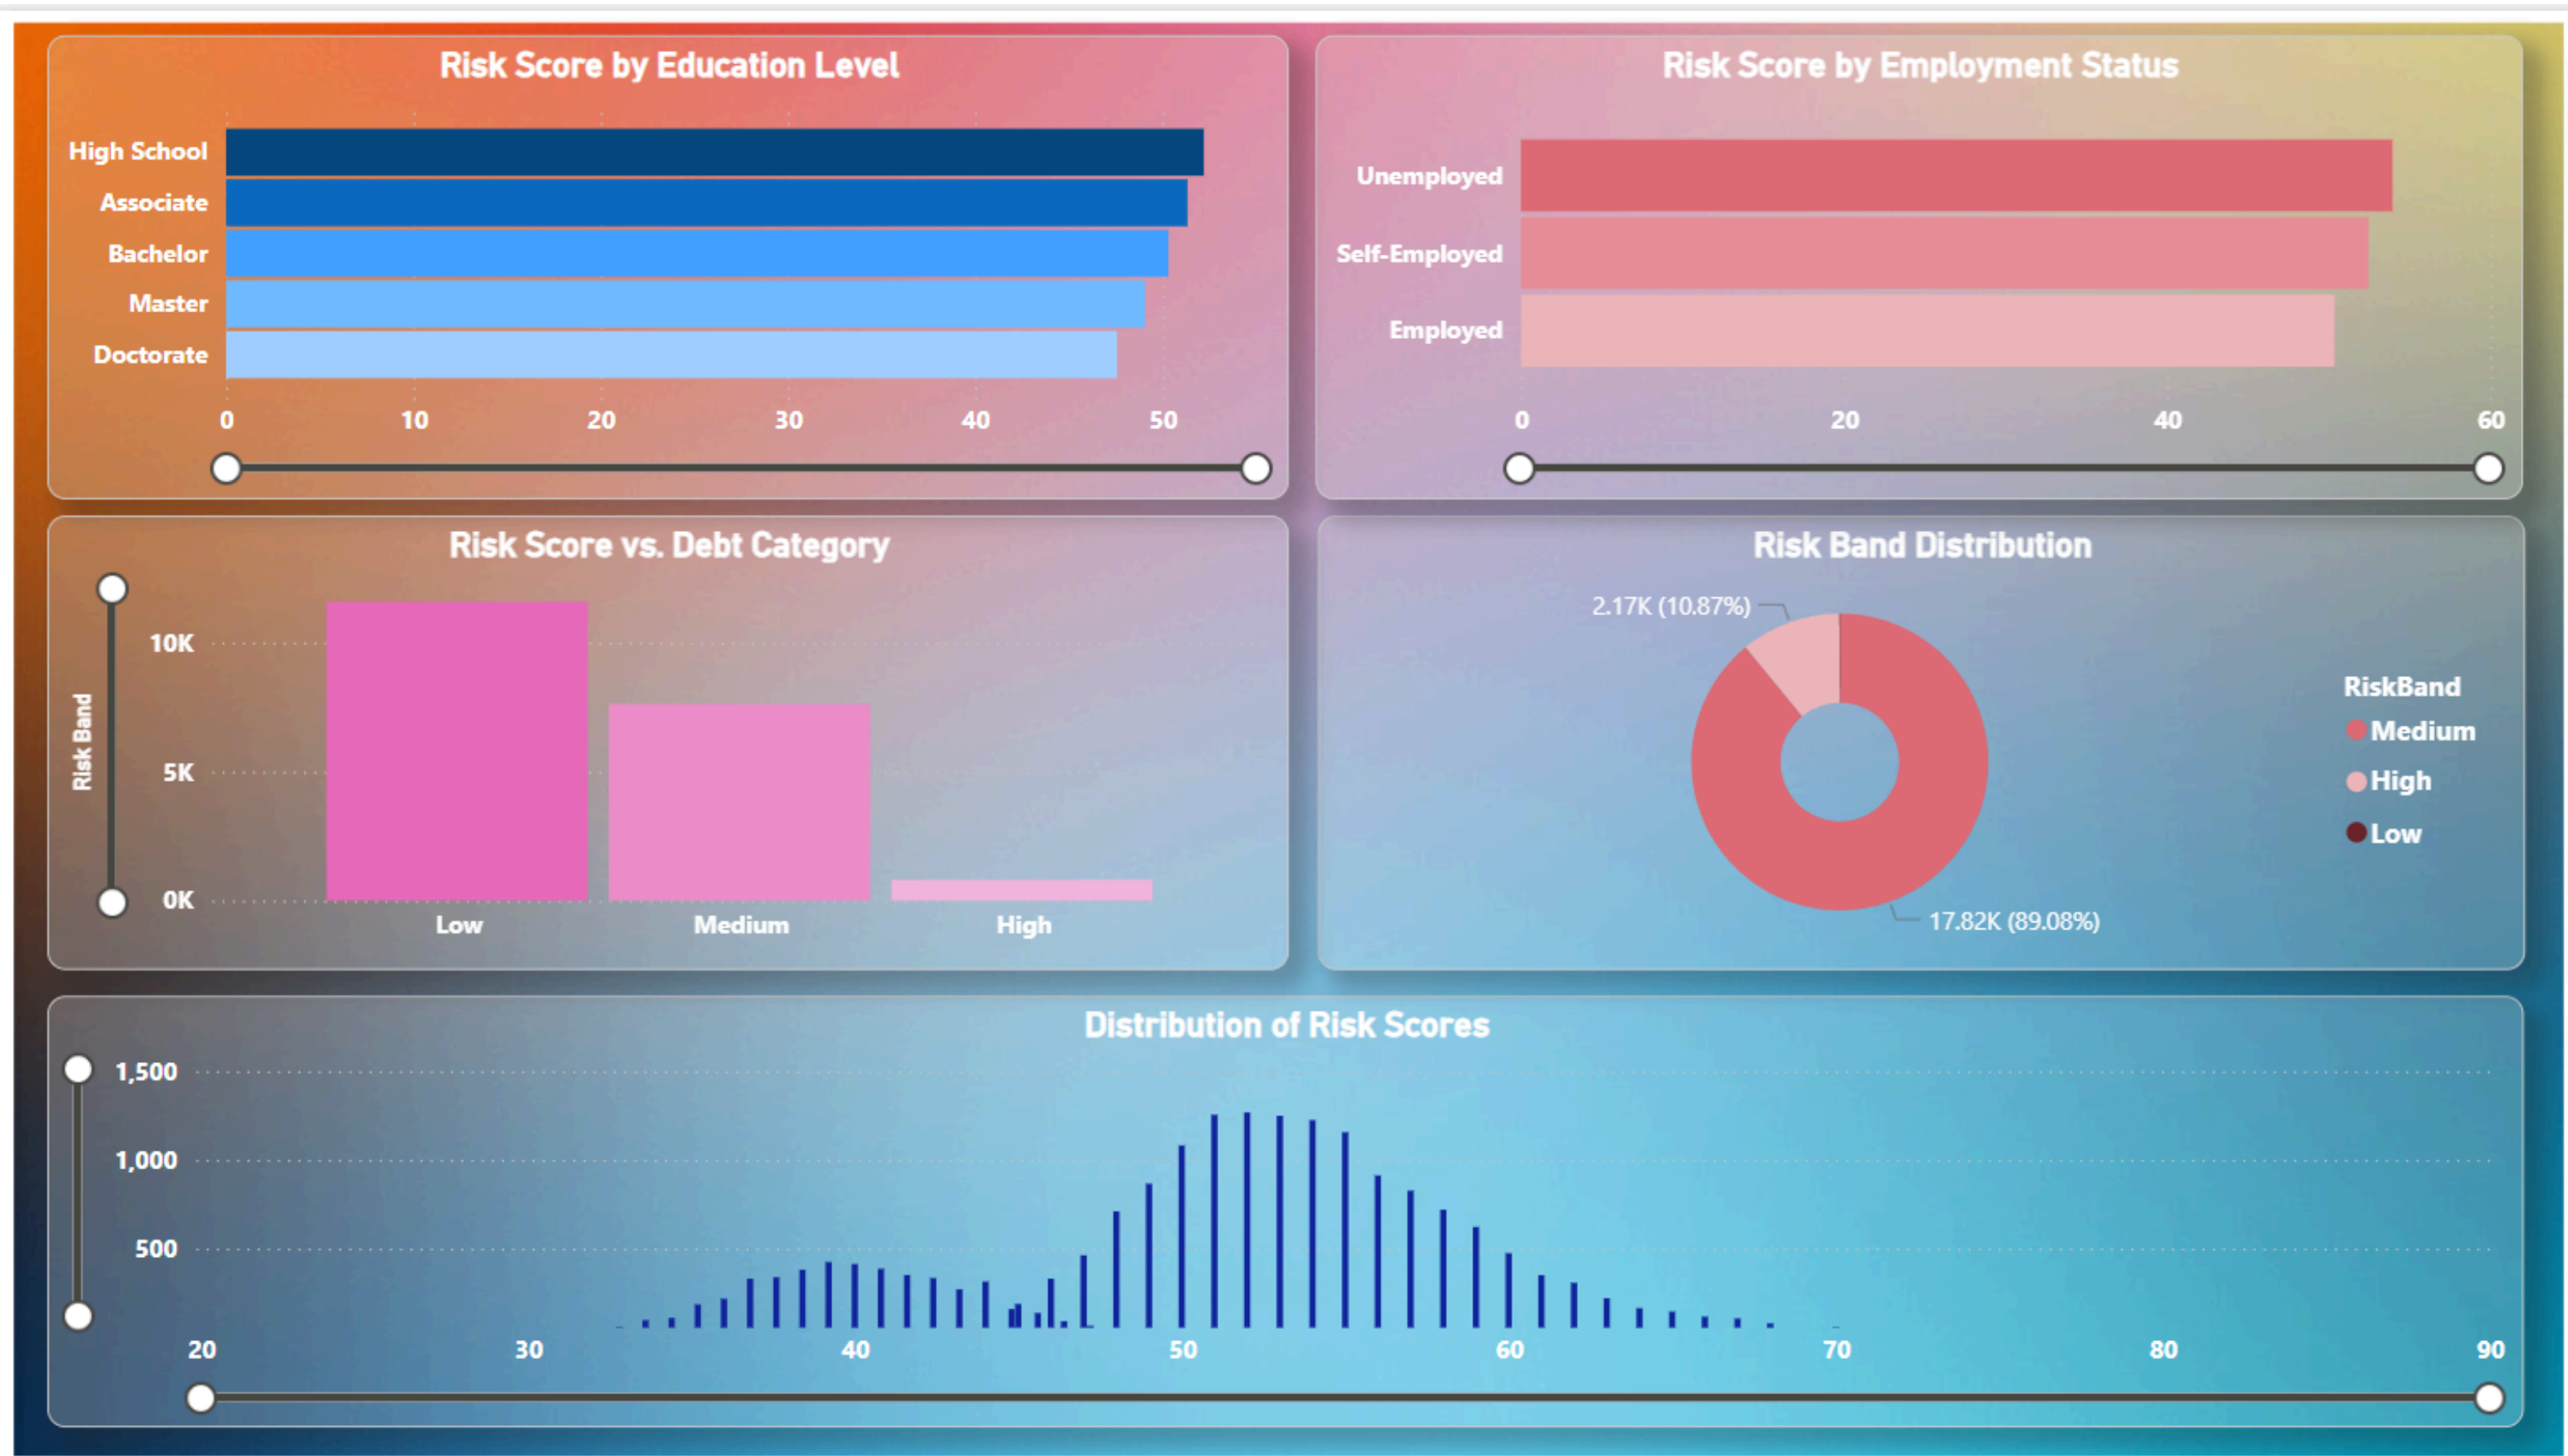 Risk Score by Education Level
High School
Associate
Bachelor
Master
Doctorate
0 10 20 30 40 50
Risk Score by Employment Status
Unemployed
Self-Employed
Employed
0 20 40 60
Risk Score vs. Debt Category
Risk Band
10K
5K
0K
Low Medium High
Risk Band Distribution
2.17K (10.87%)
17.82K (89.08%)
RiskBand
Medium
High
Low
Distribution of Risk Scores
1,500
1,000
500
20 30 40 50 60 70 80 90